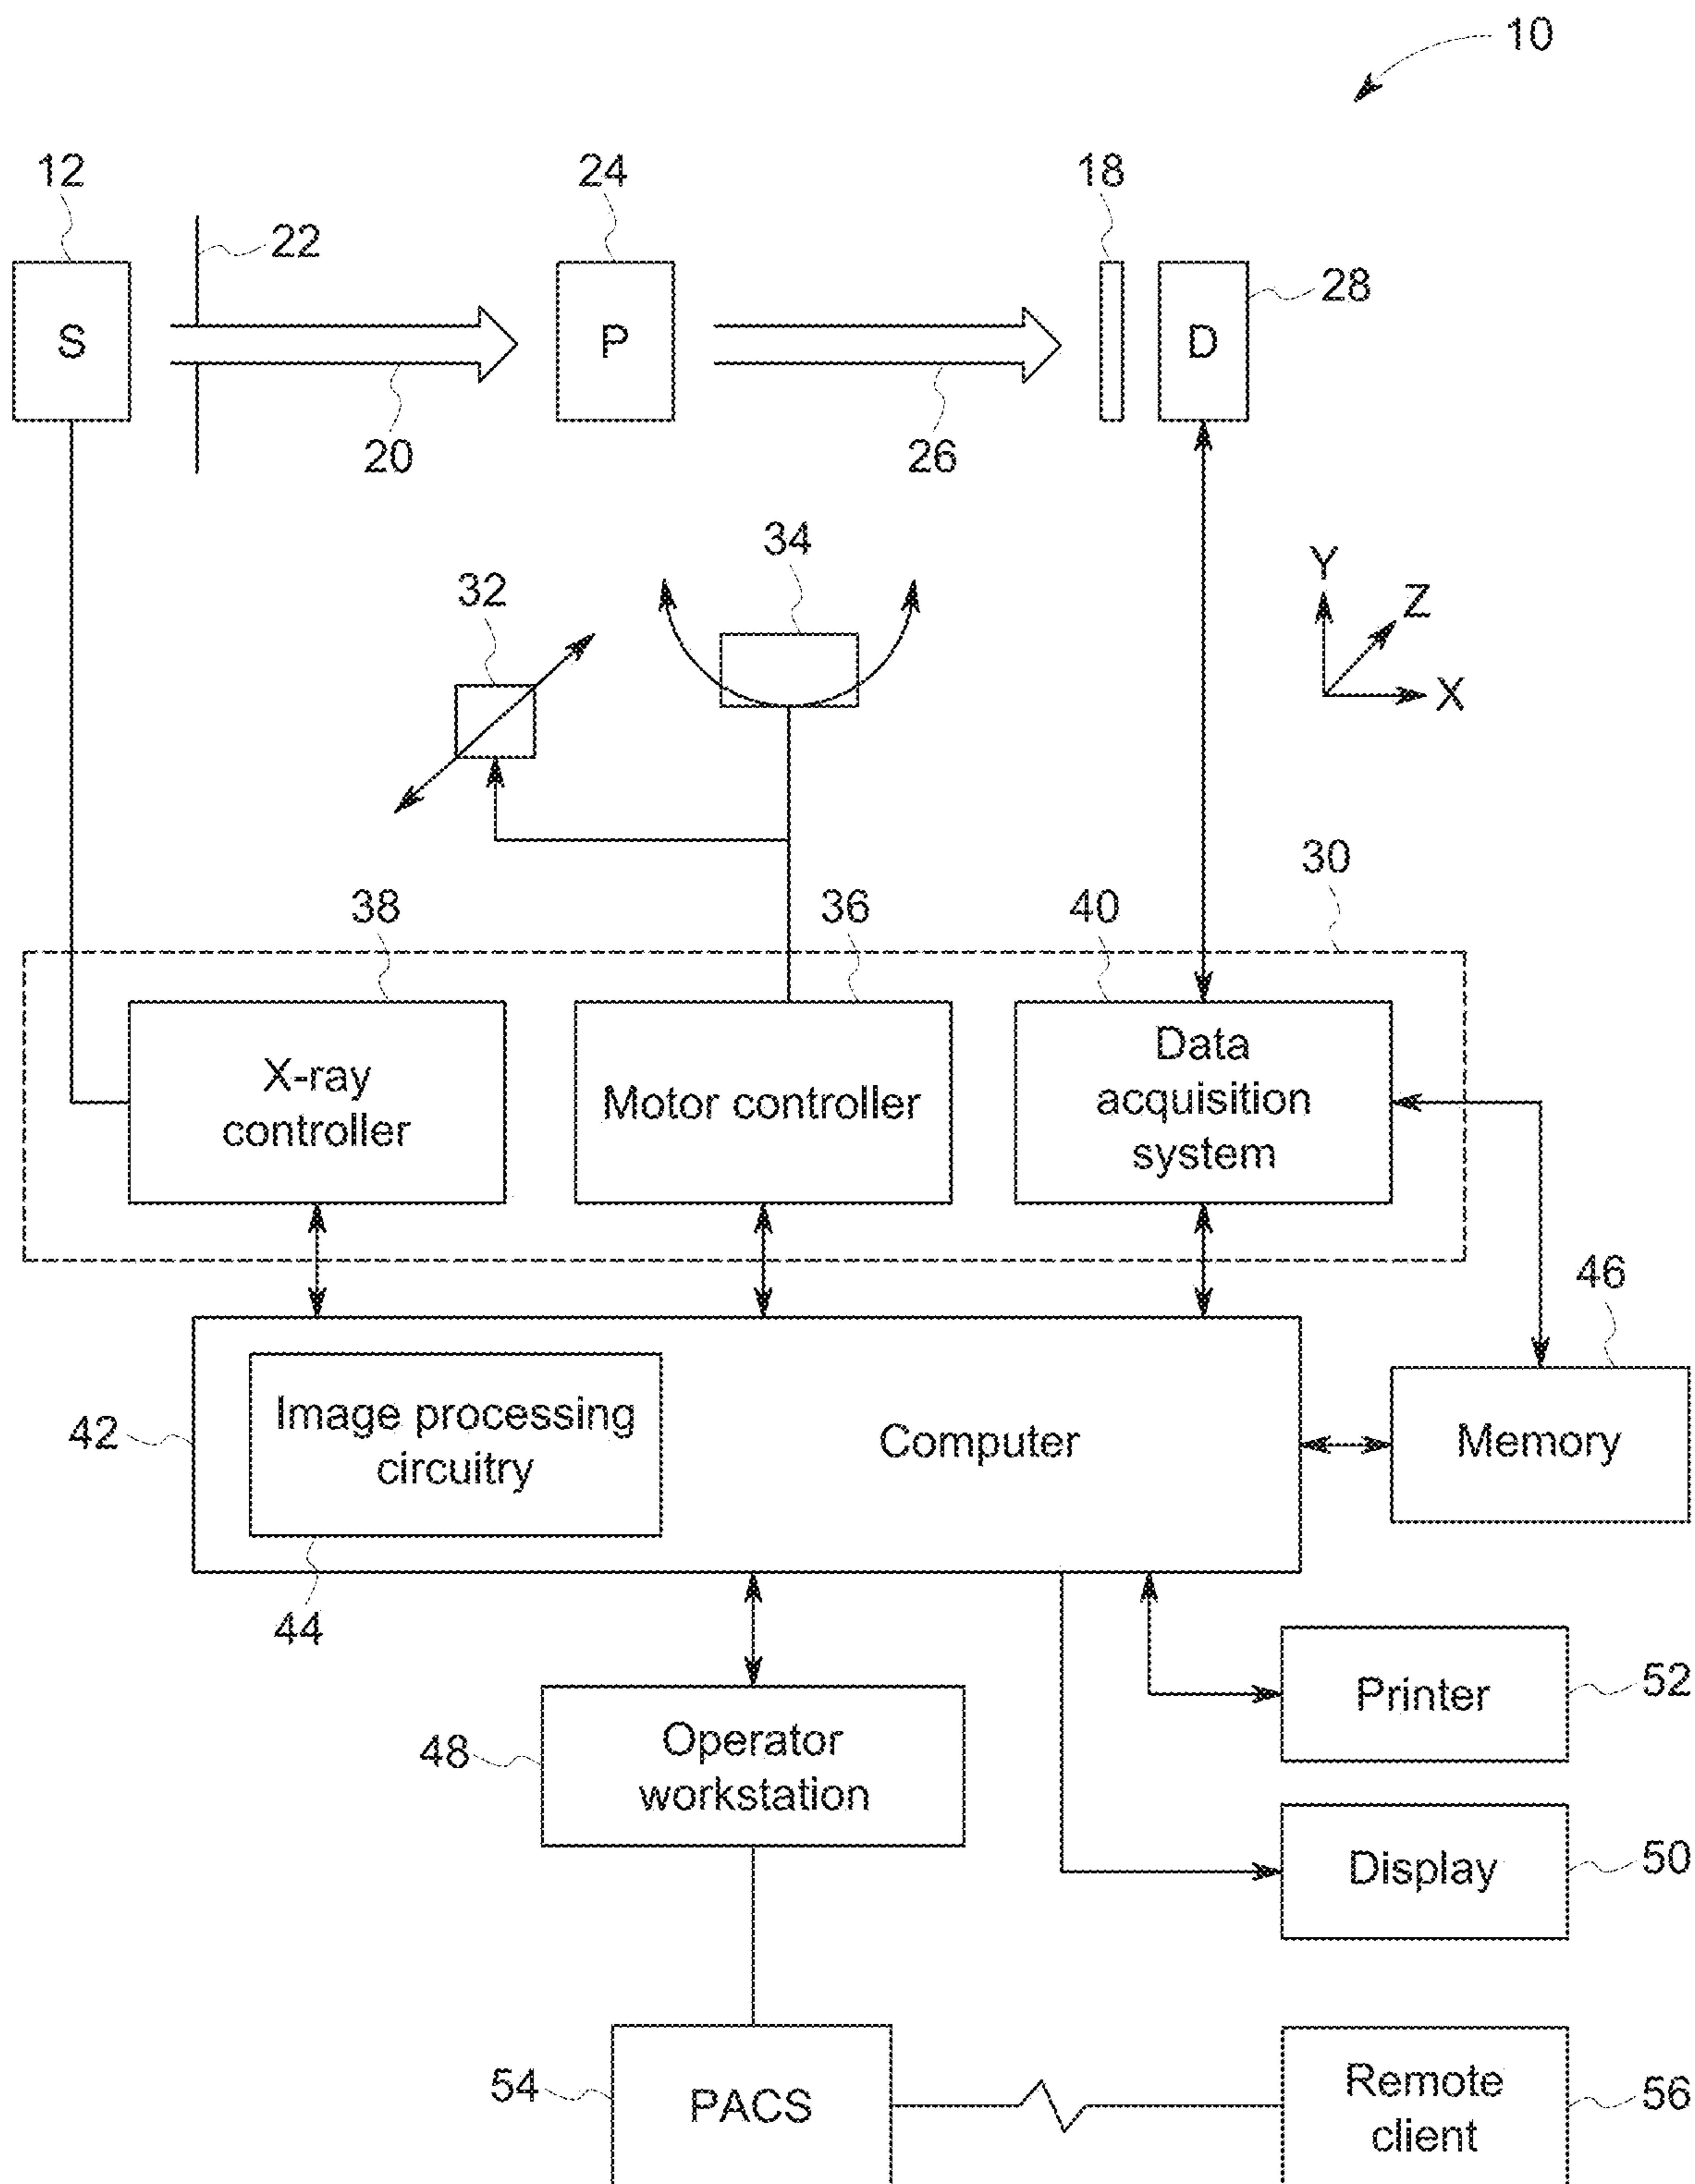 10
12
24
18
22
28
S
P
D
20
26
34
32
Y
Z
X
30
38
36
40
X-ray
controller
Motor controller
Data
acquisition
system
46
42
Image processing
circuitry
Computer
Memory
44
Printer
52
48
Operator
workstation
Display
50
54
PACS
Remote
client
56